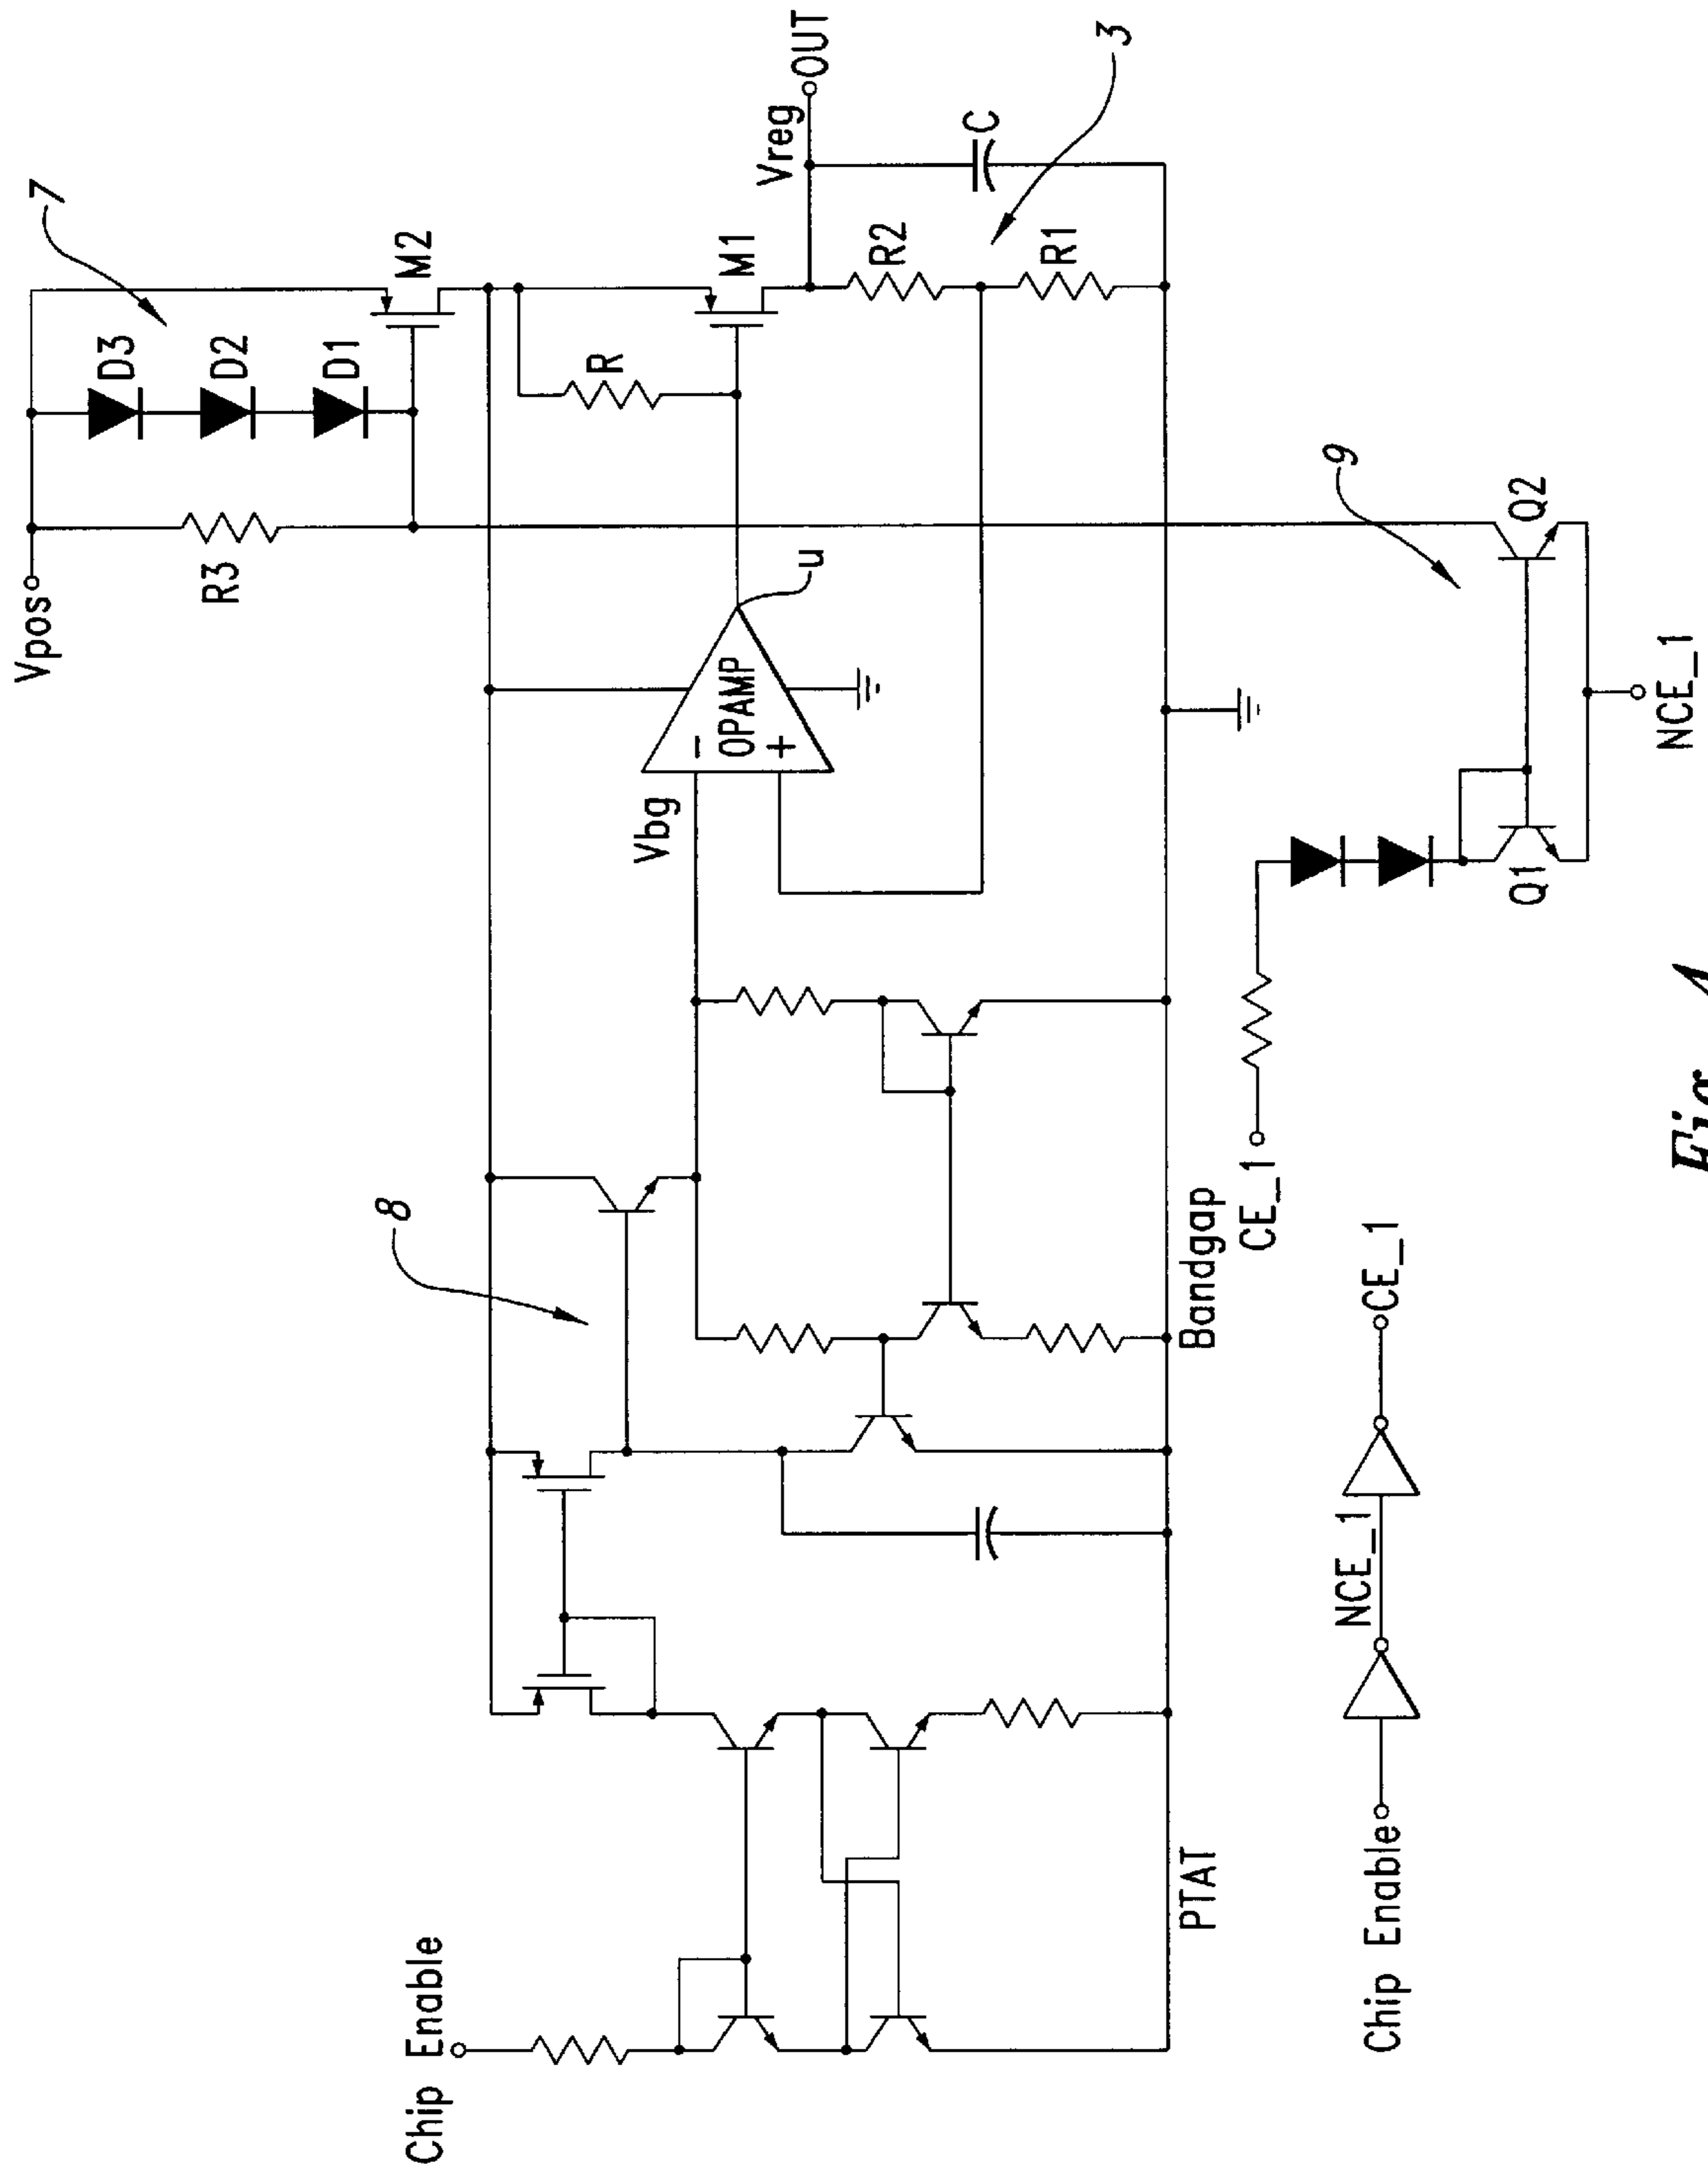 Vpos
7
R3
D3
D2
D1
M2
Chip Enable
8
Vbg
OPAMP
−
+
u
R
M1
Vreg
OUT
R2
R1
C
3
PTAT
Bandgap
CE_1
9
Q1
Q2
NCE_1
Chip Enable
NCE_1
CE_1